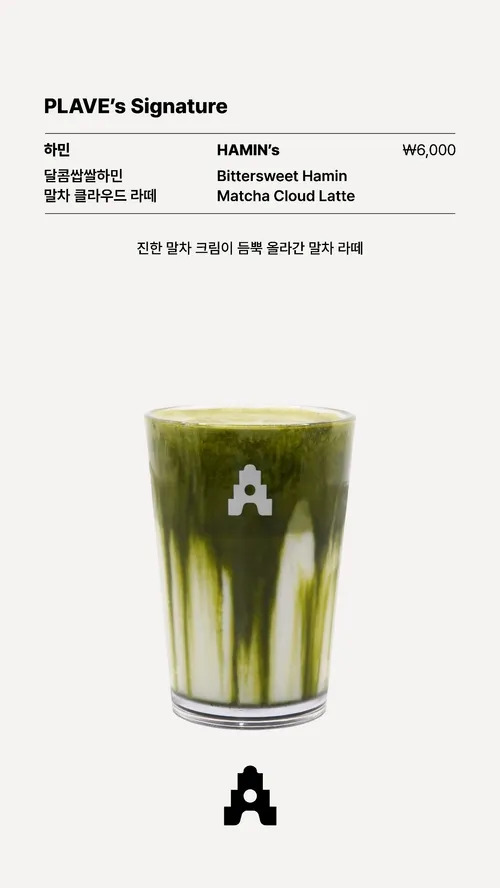 PLAVE’s Signature
하민 HAMIN’s ₩6,000
달콤쌉쌀하민 Bittersweet Hamin
말차 클라우드 라떼 Matcha Cloud Latte
진한 말차 크림이 듬뿍 올라간 말차 라떼